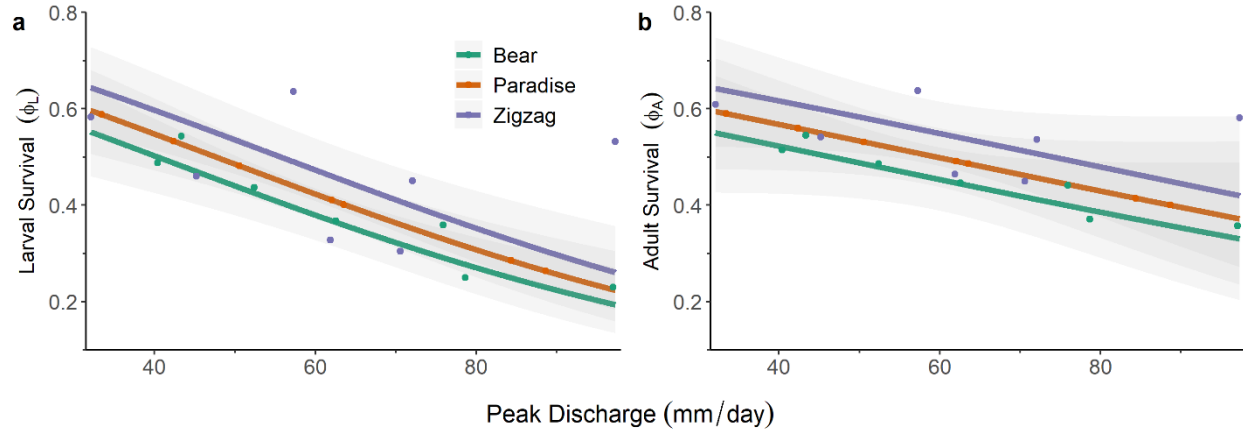 a
0.8
0.6
0.4
0.2
Larval Survival (ϕL)
Bear
Paradise
Zigzag
40
60
80
b
0.8
0.6
0.4
0.2
Adult Survival (ϕA)
40
60
80
Peak Discharge (mm/day)